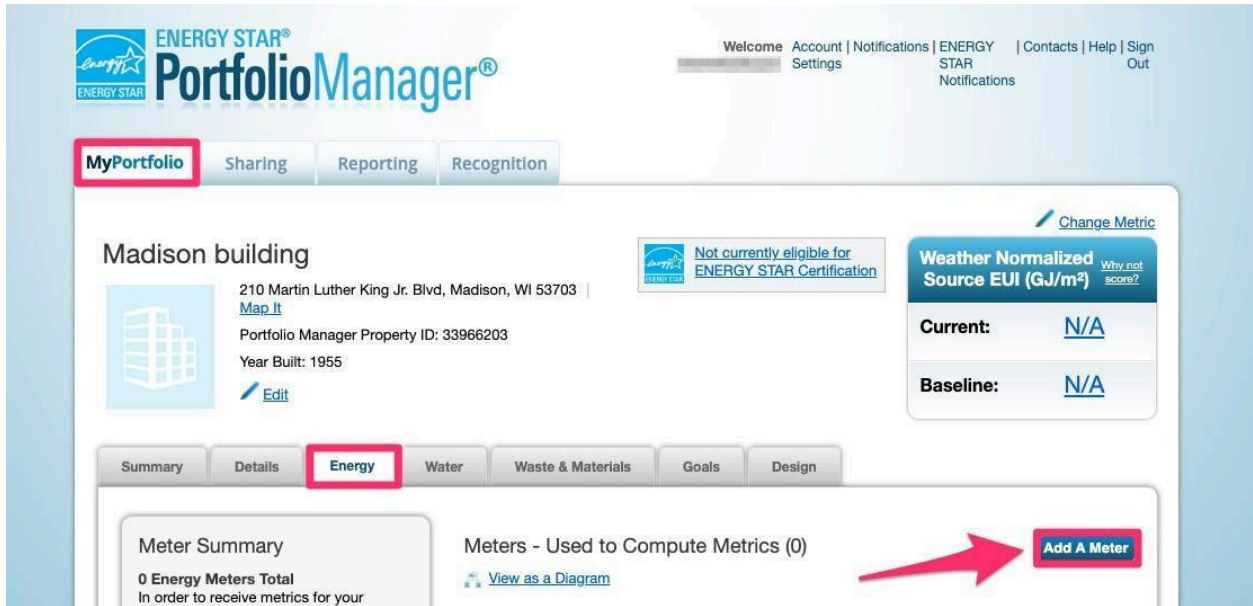 ENERGY STAR®
PortfolioManager®
energy
ENERGY STAR
Welcome Account | Notifications | ENERGY | Contacts | Help | Sign
Settings STAR Out
Notifications
MyPortfolio Sharing Reporting Recognition
Change Metric
Madison building
Not currently eligible for
ENERGY STAR Certification
energy
ENERGY STAR
Weather Normalized Why not
Source EUI (GJ/m²) score?
210 Martin Luther King Jr. Blvd, Madison, WI 53703
Map It
Portfolio Manager Property ID: 33966203
Year Built: 1955
Edit
Current: N/A
Baseline: N/A
Summary Details Energy Water Waste & Materials Goals Design
Meter Summary
0 Energy Meters Total
In order to receive metrics for your
Meters - Used to Compute Metrics (0)
View as a Diagram
Add A Meter